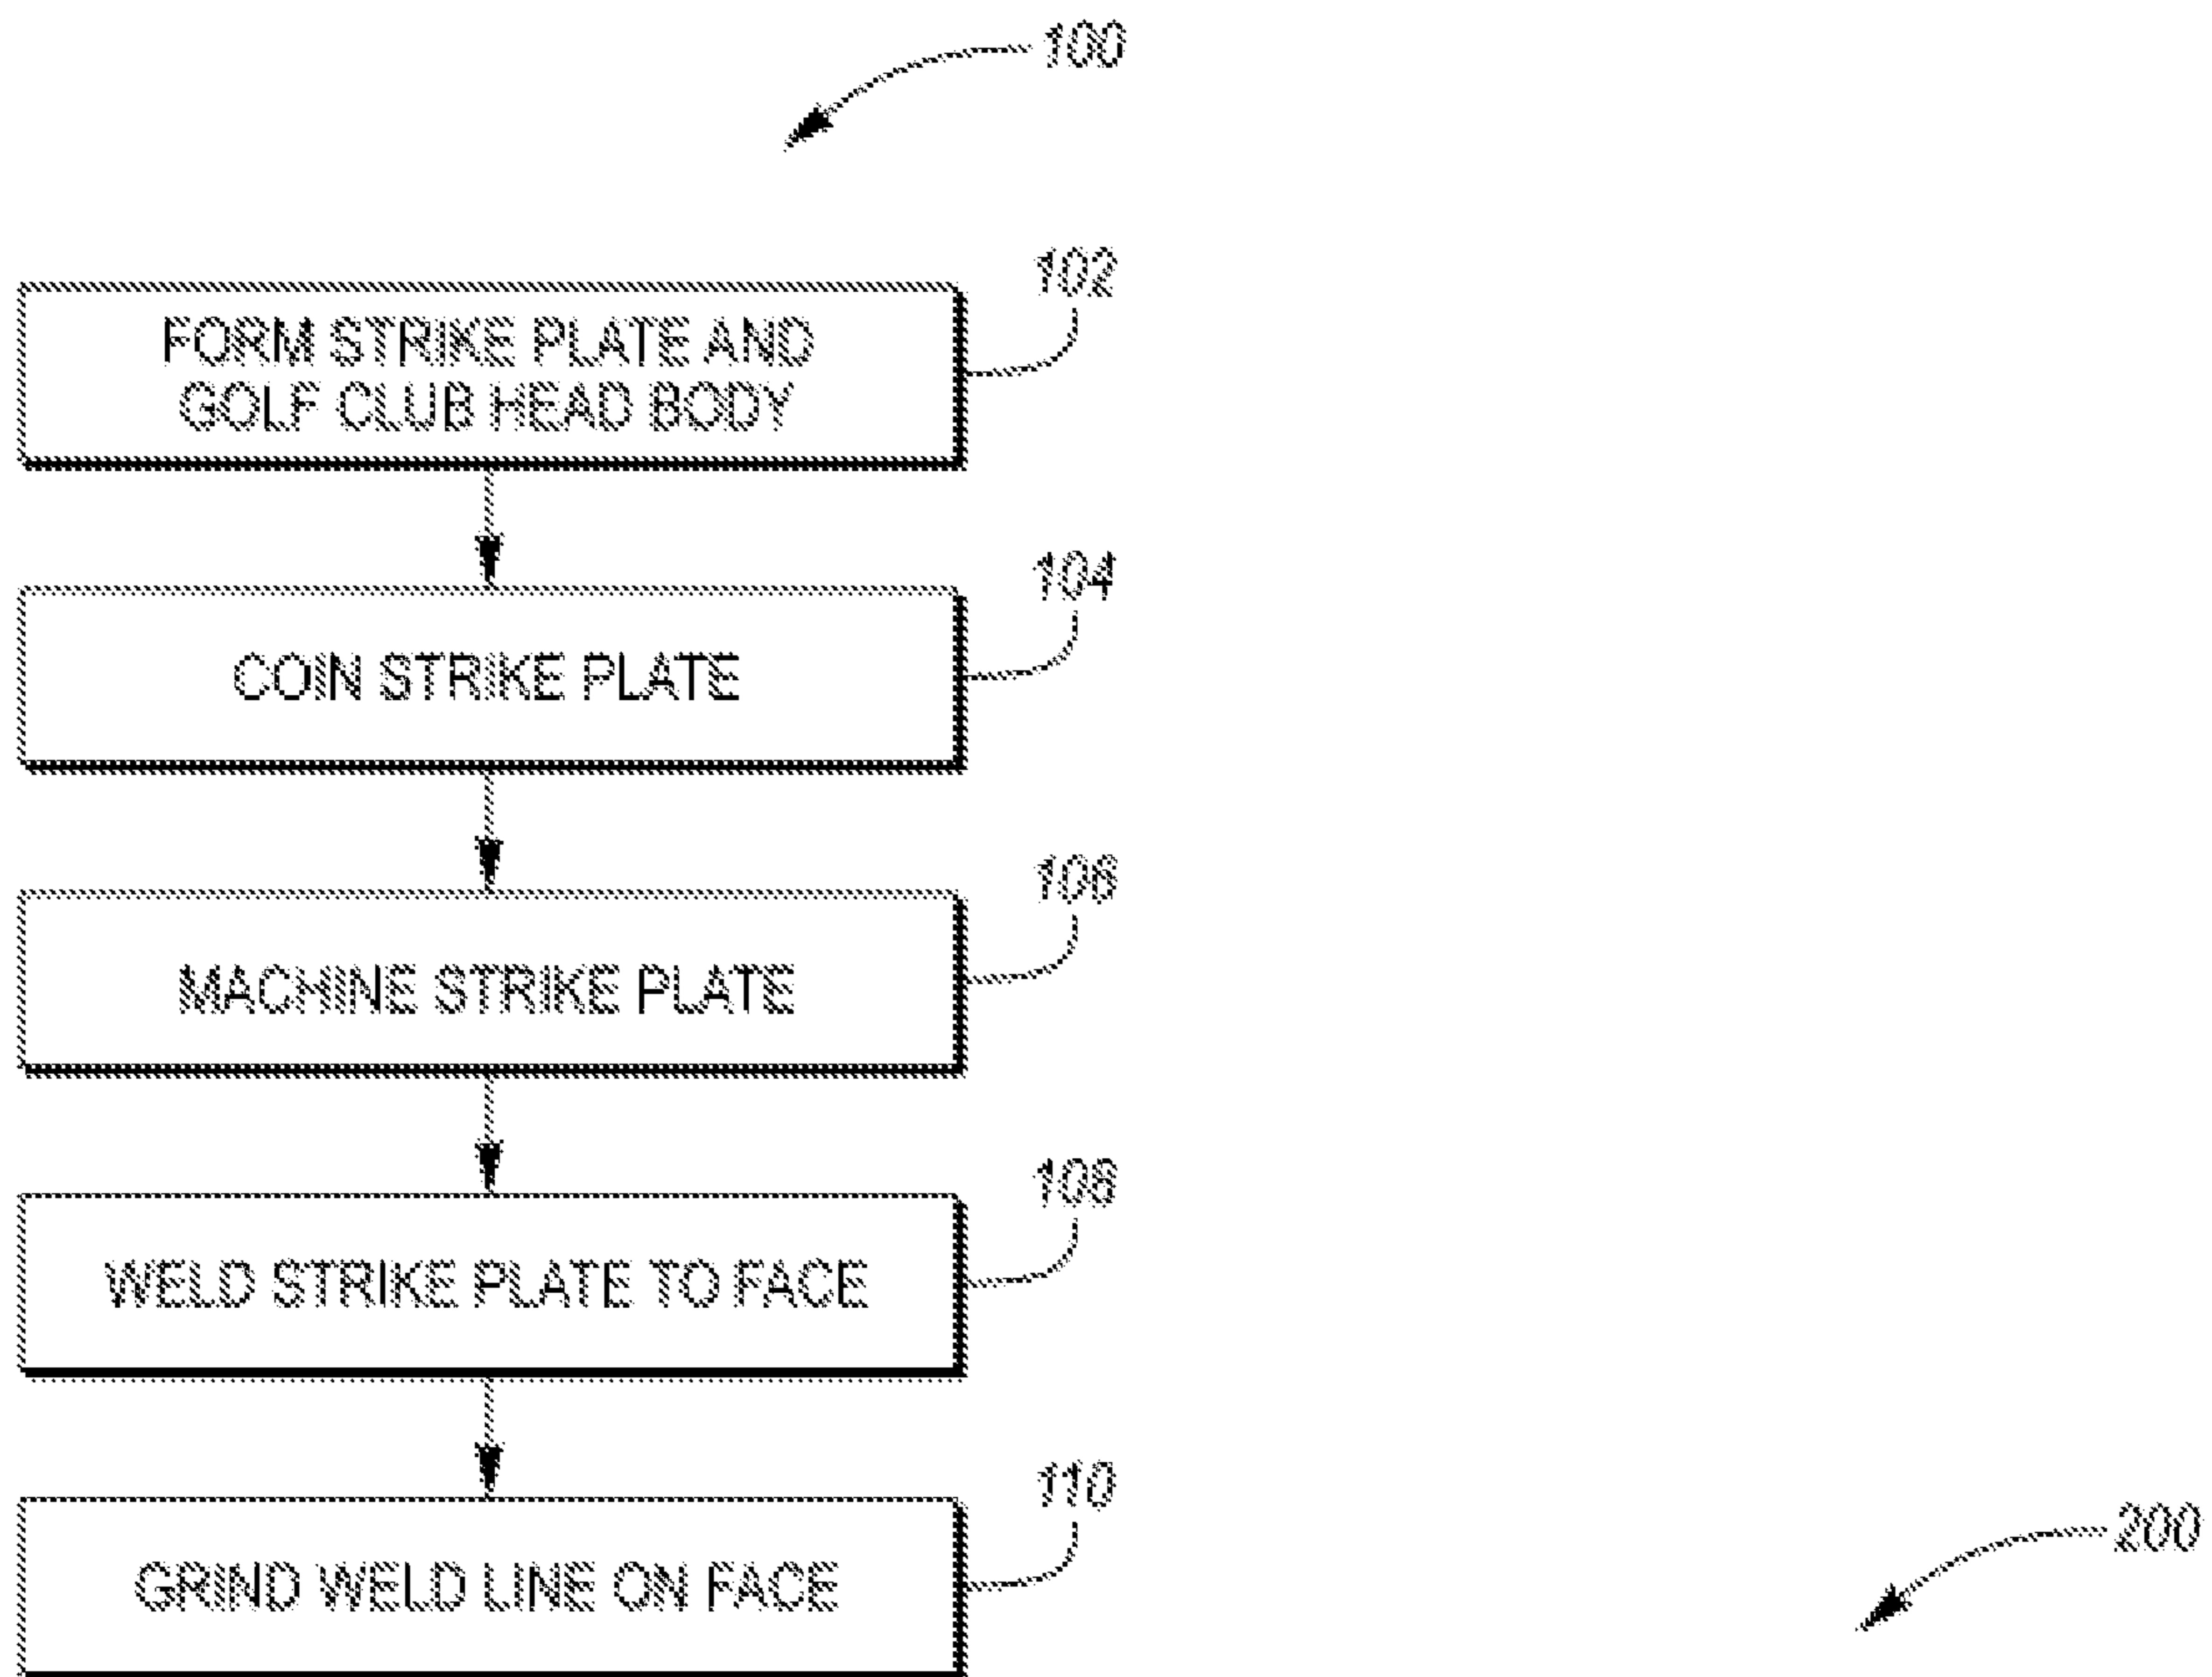 100
102
FORM STRIKE PLATE AND
GOLF CLUB HEAD BODY
104
COIN STRIKE PLATE
106
MACHINE STRIKE PLATE
108
WELD STRIKE PLATE TO FACE
110
GRIND WELD LINE ON FACE
200